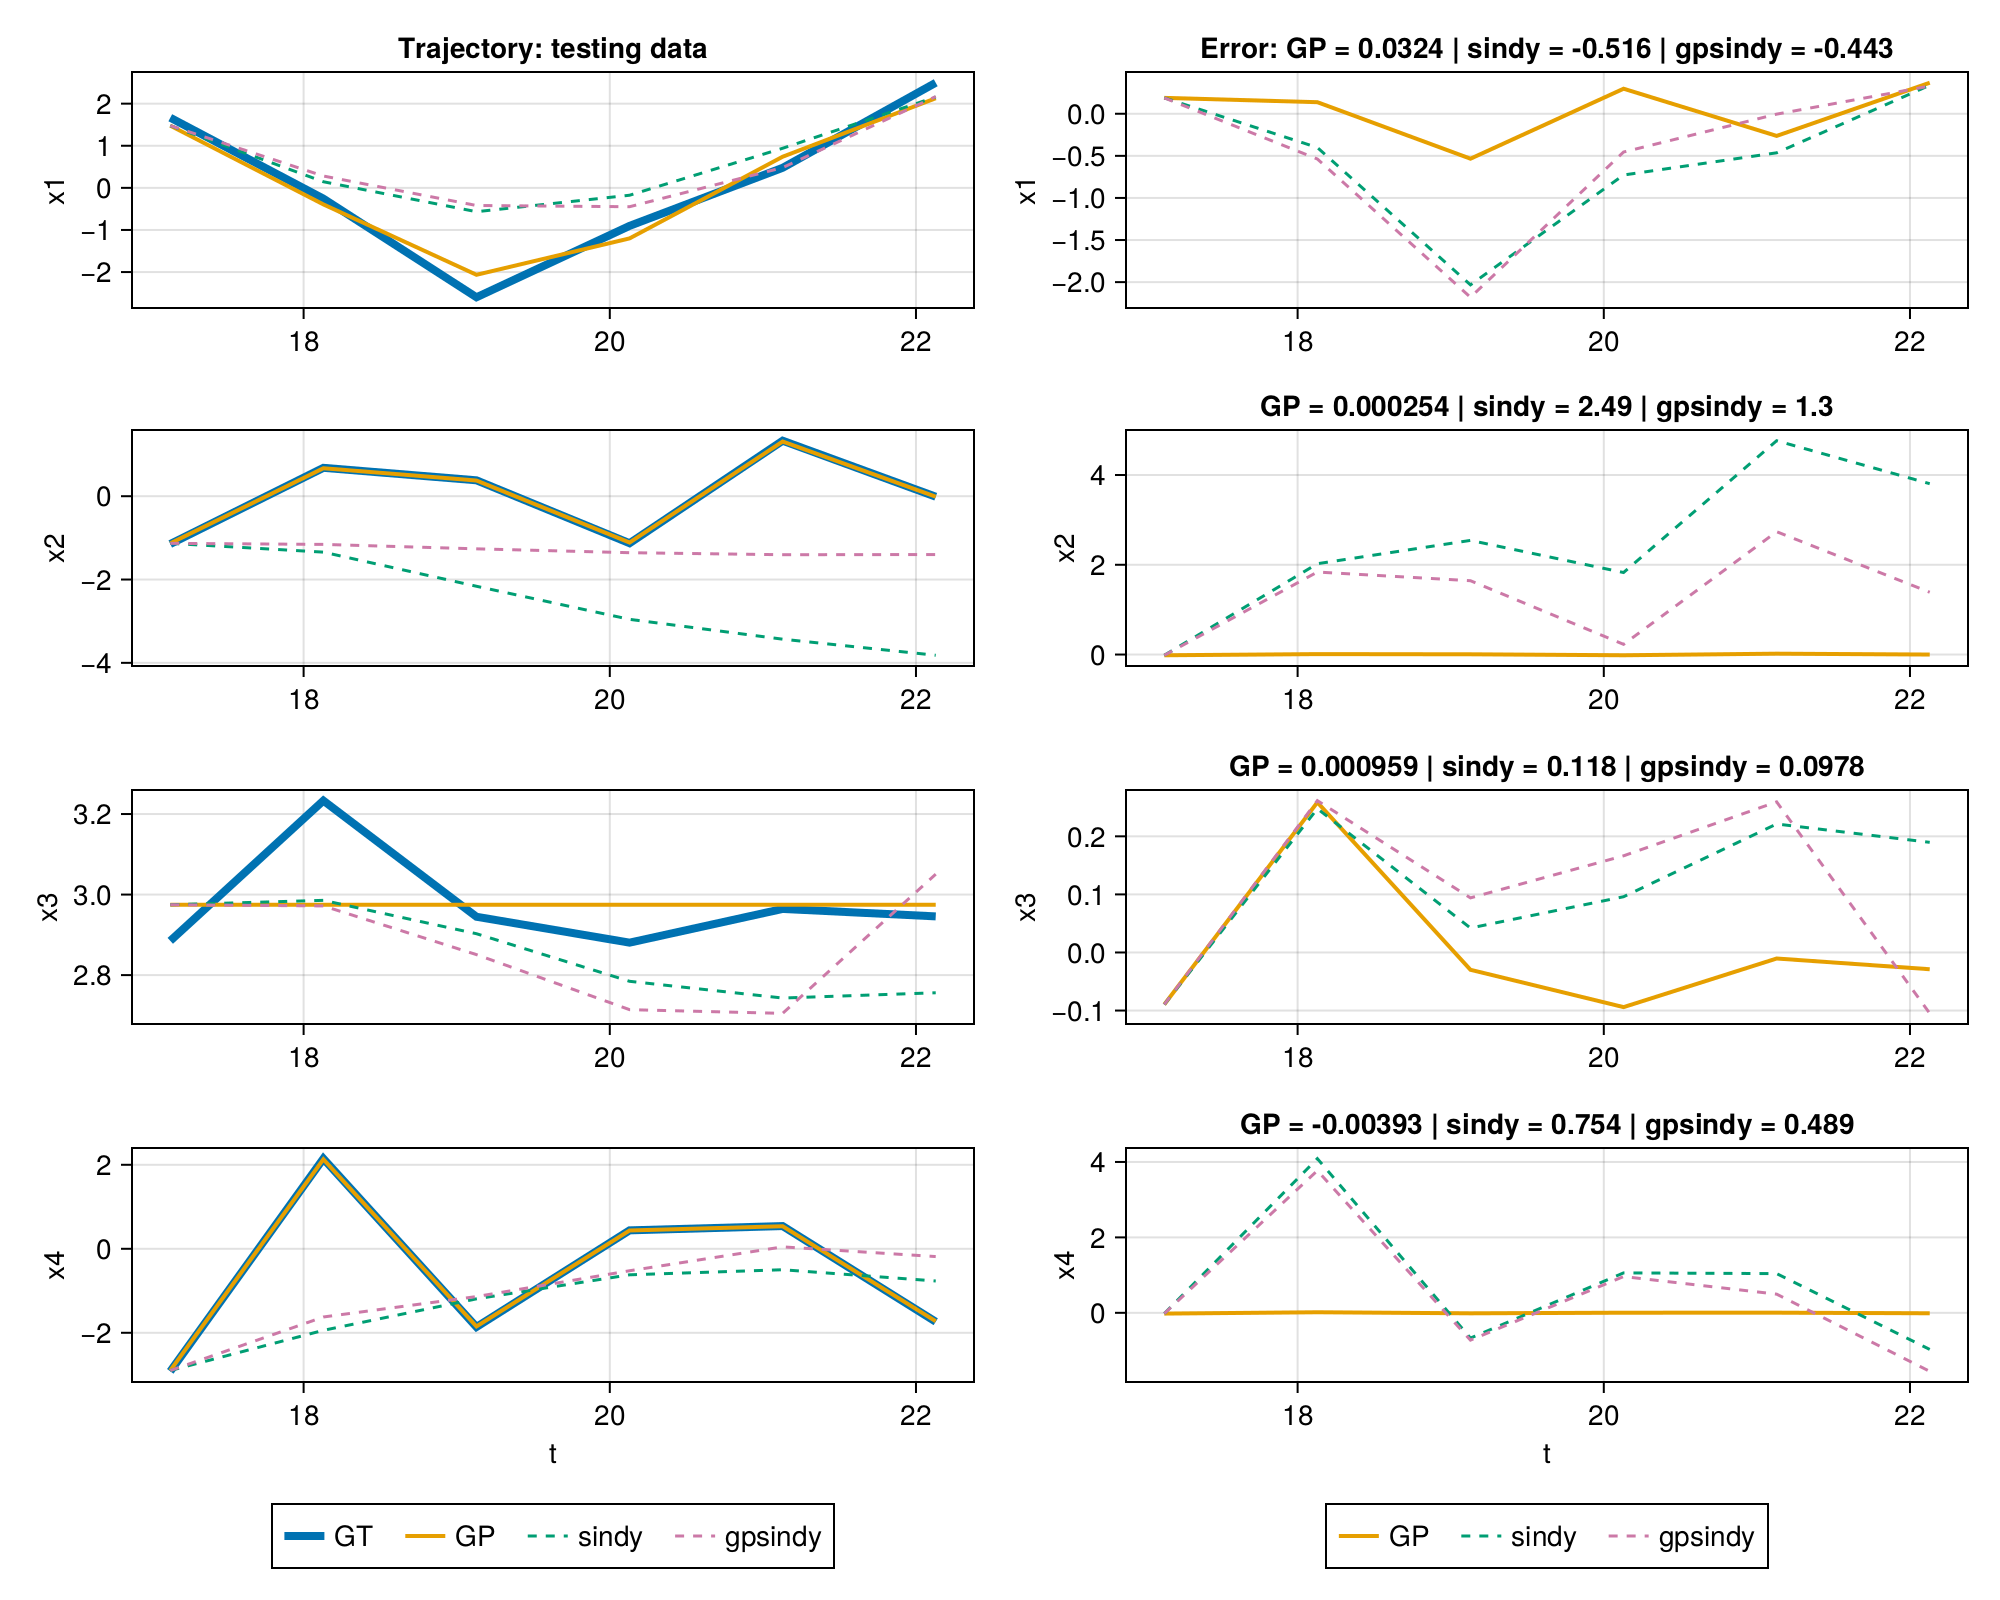 Trajectory: testing data
x1
2
1
0
−1
−2
18 20 22
Error: GP = 0.0324 | sindy = -0.516 | gpsindy = -0.443
x1
0.0
−0.5
−1.0
−1.5
−2.0
18 20 22
x2
0
−2
−4
18 20 22
GP = 0.000254 | sindy = 2.49 | gpsindy = 1.3
x2
4
2
0
18 20 22
x3
3.2
3.0
2.8
18 20 22
GP = 0.000959 | sindy = 0.118 | gpsindy = 0.0978
x3
0.2
0.1
0.0
−0.1
18 20 22
x4
2
0
−2
18 20 22
t
GP = -0.00393 | sindy = 0.754 | gpsindy = 0.489
x4
4
2
0
18 20 22
t
GT GP sindy gpsindy
GP sindy gpsindy